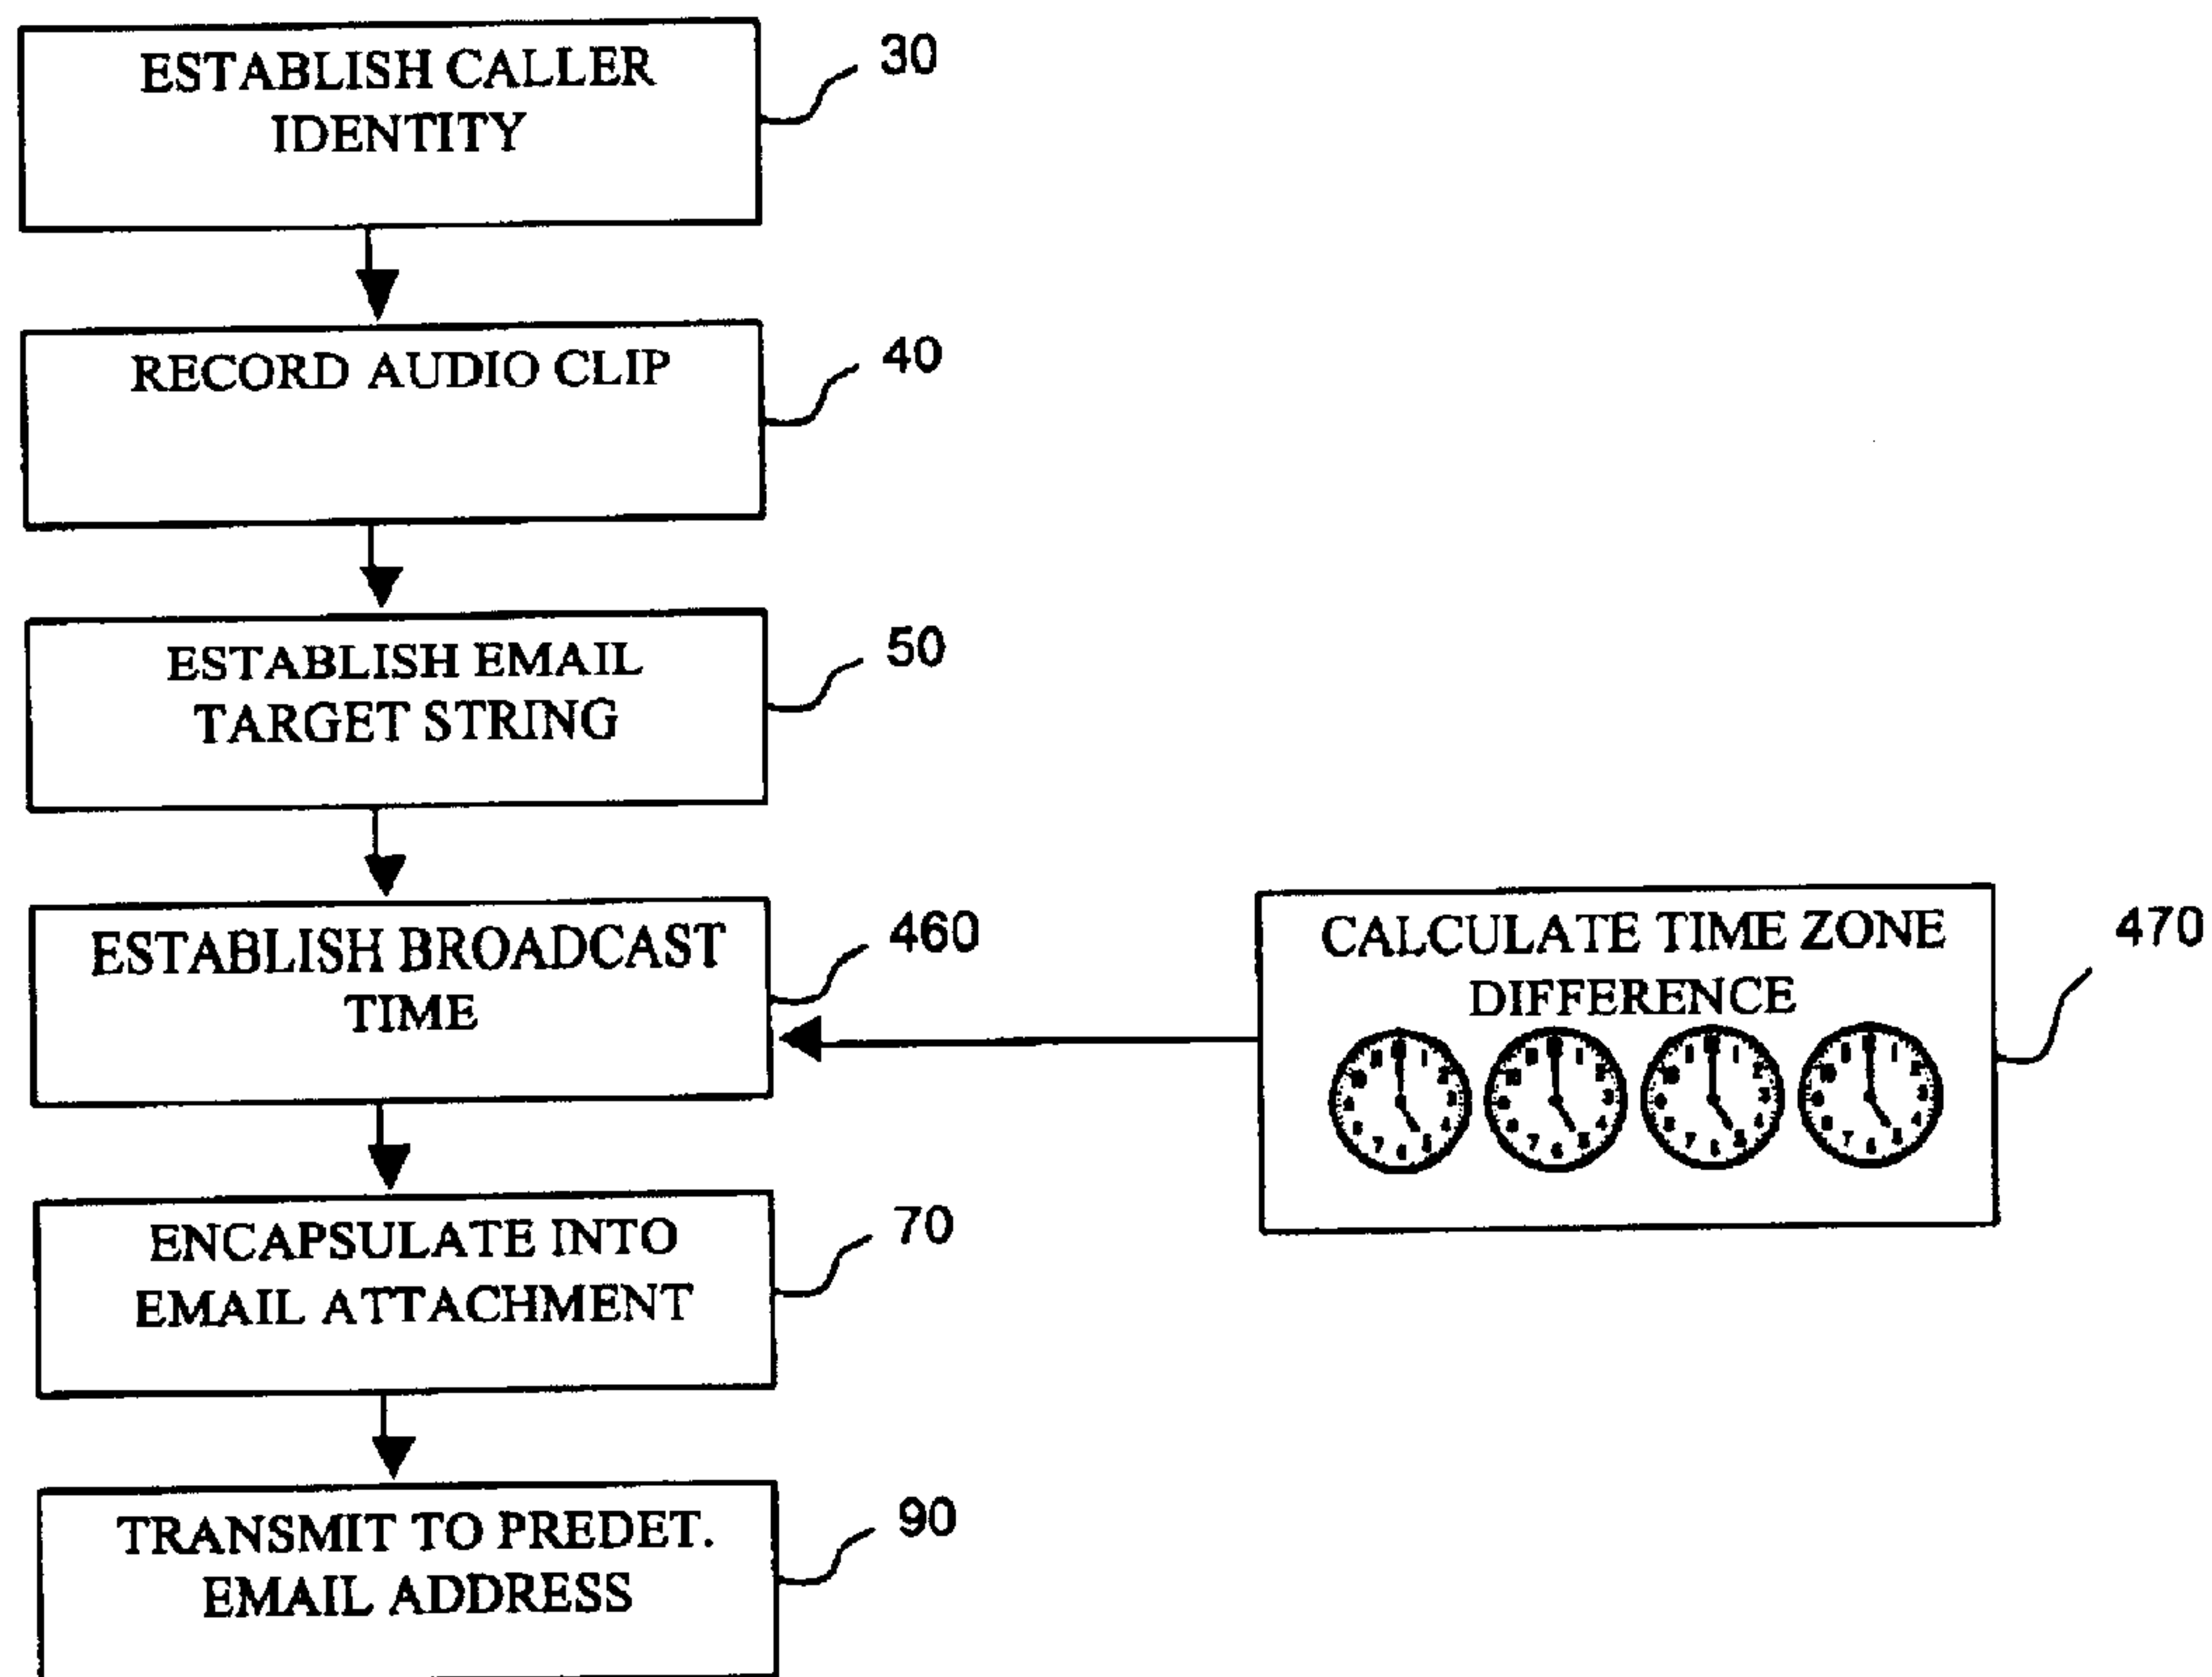 ESTABLISH CALLER
IDENTITY
30
RECORD AUDIO CLIP
40
ESTABLISH EMAIL
TARGET STRING
50
ESTABLISH BROADCAST
TIME
460
CALCULATE TIME ZONE
DIFFERENCE
470
ENCAPSULATE INTO
EMAIL ATTACHMENT
70
TRANSMIT TO PREDET.
EMAIL ADDRESS
90